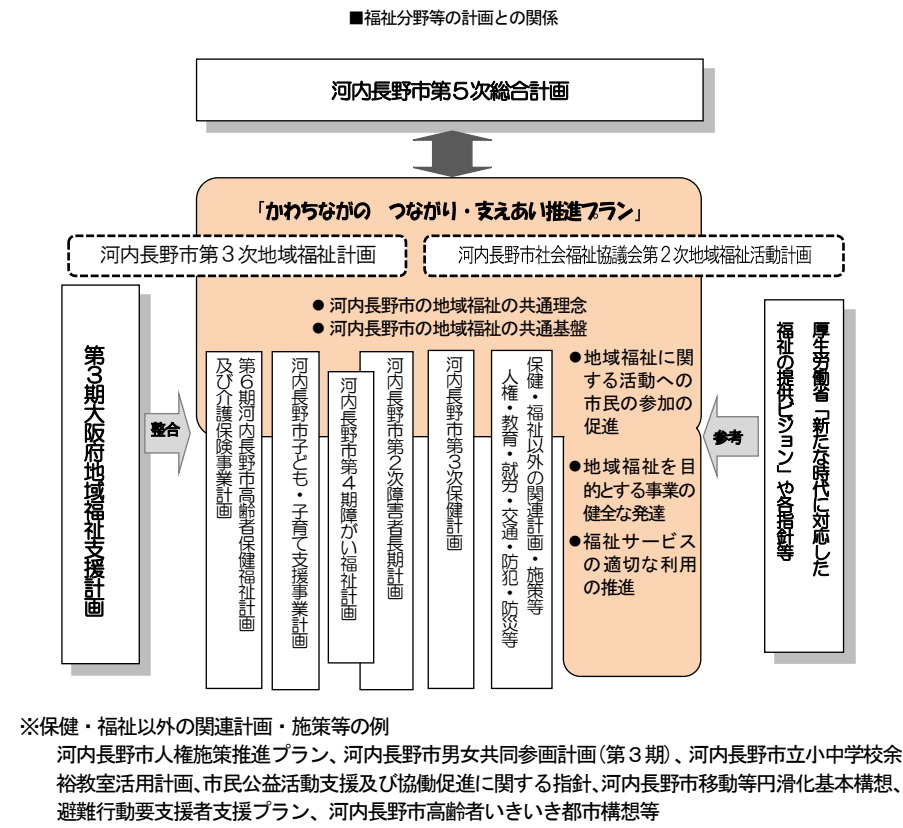 ■福祉分野等の計画との関係
河内長野市第5次総合計画
「かわちながの　つながり・支えあい推進プラン」
河内長野市第3次地域福祉計画
河内長野市社会福祉協議会第2次地域福祉活動計画
● 河内長野市の地域福祉の共通理念
● 河内長野市の地域福祉の共通基盤
第3期大阪府地域福祉支援計画
整合
第6期河内長野市高齢者保健福祉計画
及び介護保険事業計画
河内長野市子ども・子育て支援事業計画
河内長野市第4期障がい福祉計画
河内長野市第2次障害者長期計画
河内長野市第3次保健計画
保健・福祉以外の関連計画・施策等
人権・教育・就労・交通・防犯・防災等
●地域福祉に関
する活動への
市民の参加の
促進
●地域福祉を目
的とする事業の
健全な発達
●福祉サービス
の適切な利用
の推進
参考
厚生労働省「新たな時代に対応した
福祉の提供ビジョン」や各指針等
※保健・福祉以外の関連計画・施策等の例
河内長野市人権施策推進プラン、河内長野市男女共同参画計画（第3期）、河内長野市立小中学校余
裕教室活用計画、市民公益活動支援及び協働促進に関する指針、河内長野市移動等円滑化基本構想、
避難行動要支援者支援プラン、河内長野市高齢者いきいき都市構想等